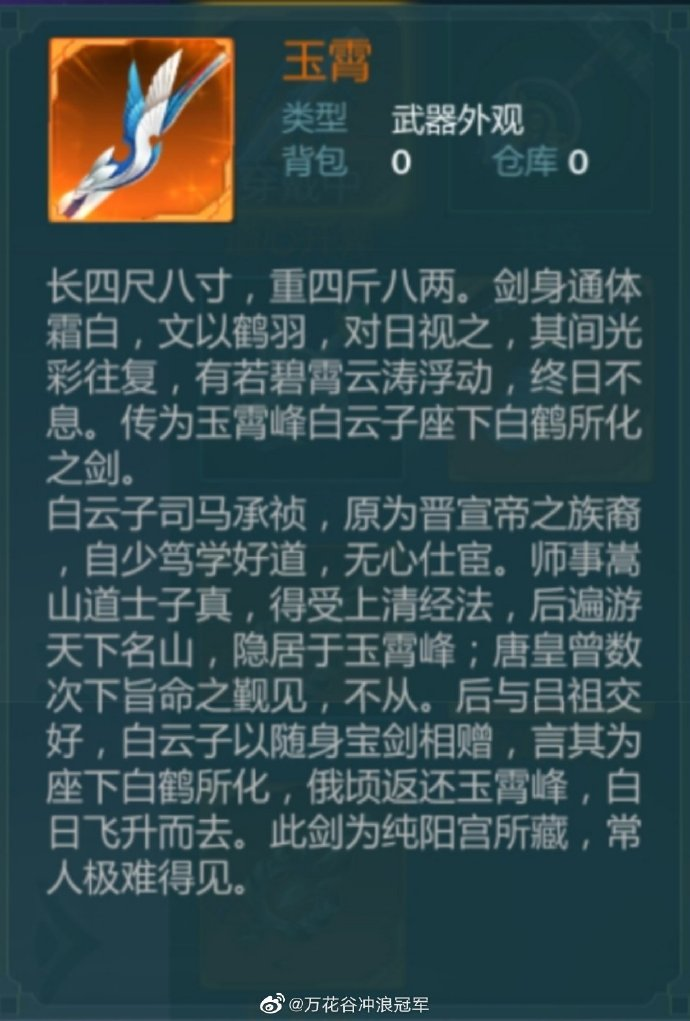 玉霄
类型 武器外观
背包 0 仓库 0
长四尺八寸，重四斤八两。剑身通体
霜白，文以鹤羽，对日视之，其间光
彩往复，有若碧霄云涛浮动，终日不
息。传为玉霄峰白云子座下白鹤所化
之剑。
白云子司马承祯，原为晋宣帝之族裔
，自少笃学好道，无心仕宦。师事嵩
山道士子真，得受上清经法，后遍游
天下名山，隐居于玉霄峰；唐皇曾数
次下旨命之觐见，不从。后与吕祖交
好，白云子以随身宝剑相赠，言其为
座下白鹤所化，俄顷返还玉霄峰，白
日飞升而去。此剑为纯阳宫所藏，常
人极难得见。
@万花谷冲浪冠军